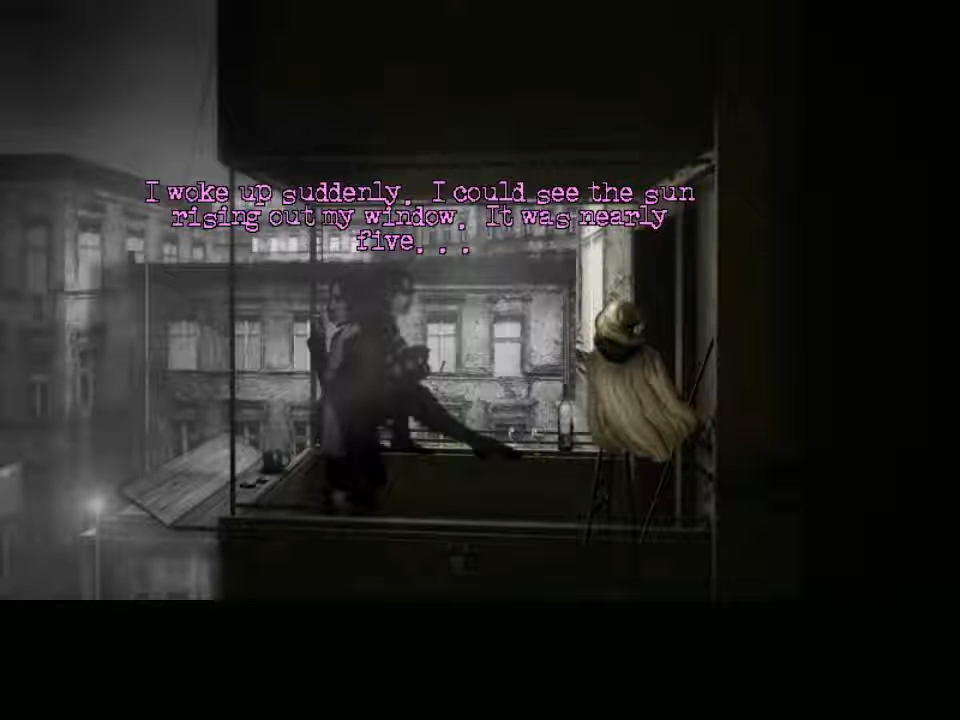 I woke up suddenly. I could see the sun
rising out my window. It was nearly
five. . .